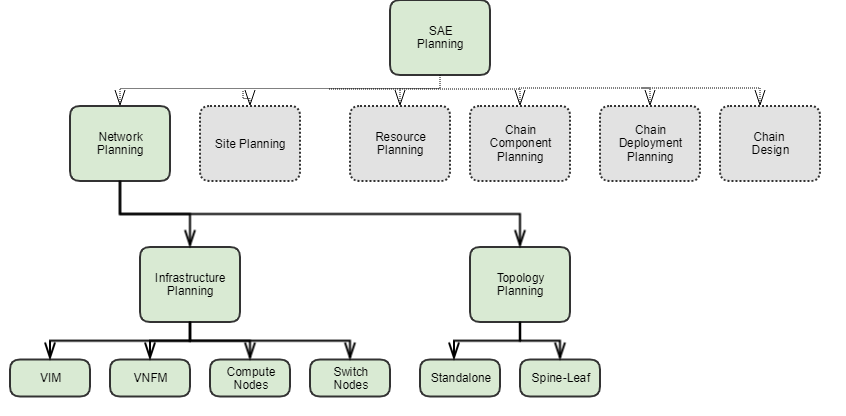 SAE
Planning
Network
Planning
Site Planning
Resource
Planning
Chain
Component
Planning
Chain
Deployment
Planning
Chain
Design
Infrastructure
Planning
Topology
Planning
VIM
VNFM
Compute
Nodes
Switch
Nodes
Standalone
Spine-Leaf